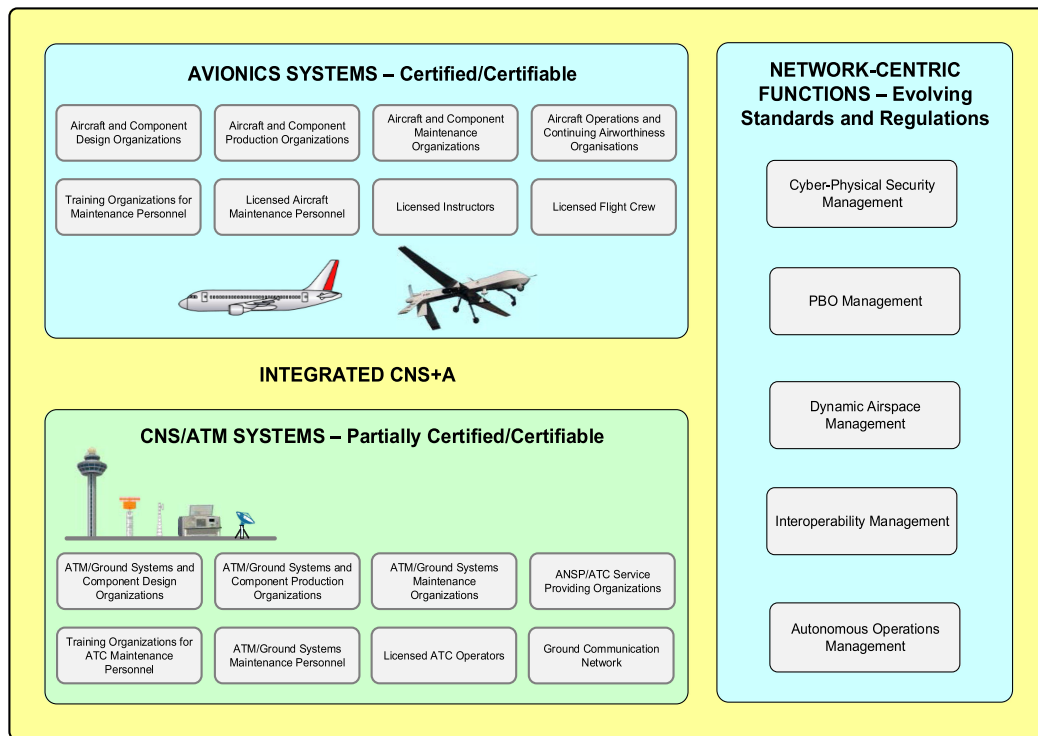 AVIONICS SYSTEMS – Certified/Certifiable
Aircraft and Component
Design Organizations
Aircraft and Component
Production Organizations
Aircraft and Component
Maintenance
Organizations
Aircraft Operations and
Continuing Airworthiness
Organisations
Training Organizations for
Maintenance Personnel
Licensed Aircraft
Maintenance Personnel
Licensed Instructors
Licensed Flight Crew
INTEGRATED CNS+A
CNS/ATM SYSTEMS – Partially Certified/Certifiable
ATM/Ground Systems and
Component Design
Organizations
ATM/Ground Systems and
Component Production
Organizations
ATM/Ground Systems
Maintenance
Organizations
ANSP/ATC Service
Providing Organizations
Training Organizations for
ATC Maintenance
Personnel
ATM/Ground Systems
Maintenance Personnel
Licensed ATC Operators
Ground Communication
Network
NETWORK-CENTRIC
FUNCTIONS – Evolving
Standards and Regulations
Cyber-Physical Security
Management
PBO Management
Dynamic Airspace
Management
Interoperability Management
Autonomous Operations
Management